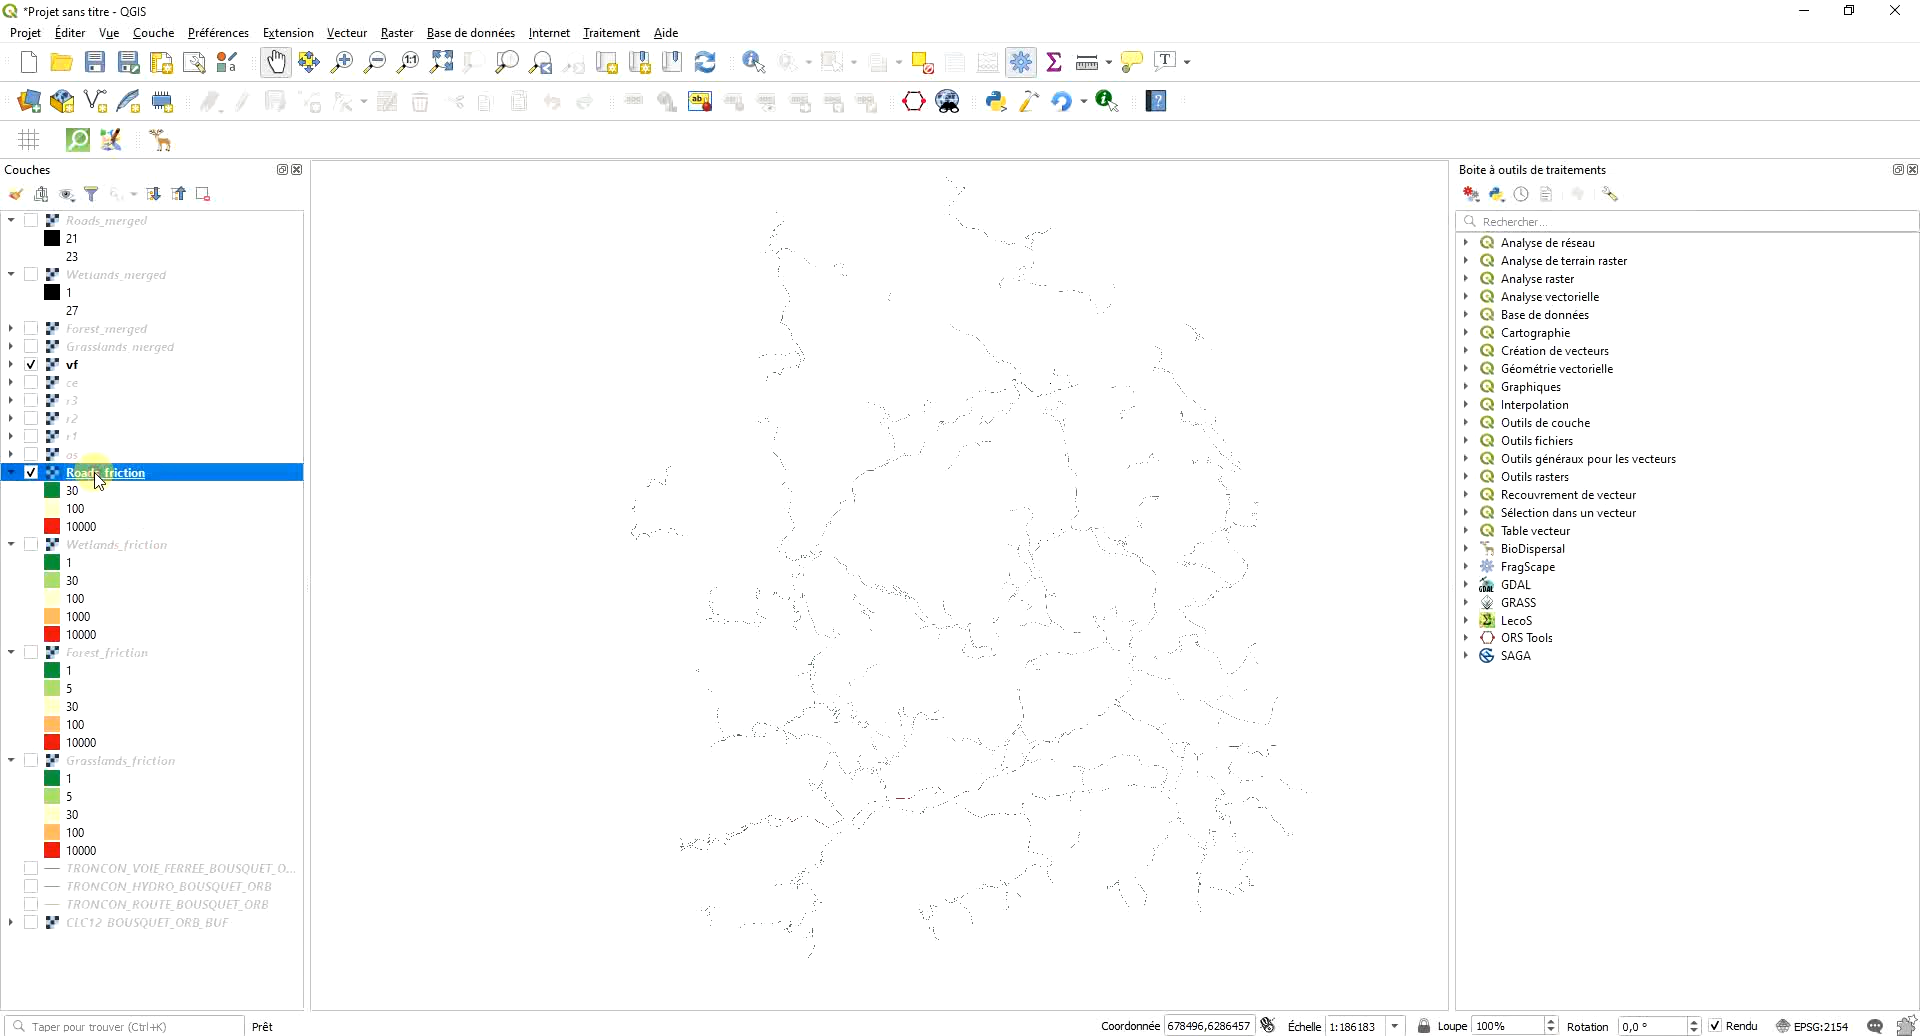 *Projet sans titre - QGIS
Projet Éditer Vue Couche Préférences Extension Vecteur Raster Base de données Internet Traitement Aide
Couches
Roads_merged
21
23
Wetlands_merged
1
27
Forest_merged
Grasslands_merged
vf
ce
r3
r2
r1
as
Roads_friction
30
100
10000
Wetlands_friction
1
30
100
1000
10000
Forest_friction
1
5
30
100
10000
Grasslands_friction
1
5
30
100
10000
TRONCON_VOIE_FERREE_BOUSQUET_O...
TRONCON_HYDRO_BOUSQUET_ORB
TRONCON_ROUTE_BOUSQUET_ORB
CLC12_BOUSQUET_ORB_BUF
Boite à outils de traitements
Rechercher...
Analyse de réseau
Analyse de terrain raster
Analyse raster
Analyse vectorielle
Base de données
Cartographie
Création de vecteurs
Géométrie vectorielle
Graphiques
Interpolation
Outils de couche
Outils fichiers
Outils généraux pour les vecteurs
Outils rasters
Recouvrement de vecteur
Sélection dans un vecteur
Table vecteur
BioDispersal
FragScape
GDAL
GRASS
LecoS
ORS Tools
SAGA
Taper pour trouver (Ctrl+K) Prêt Coordonnée 678496,6286457 Échelle 1:186183 Loupe 100% Rotation 0,0 ° Rendu EPSG:2154